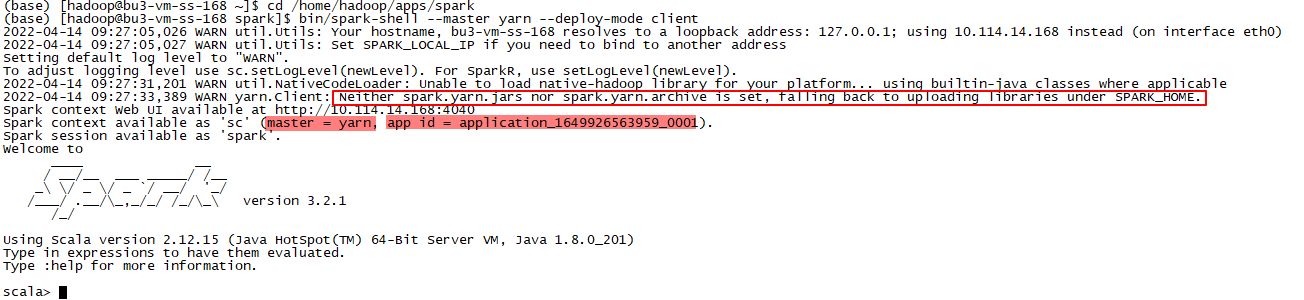 (base) [hadoop@bu3-vm-ss-168 ~]$ cd /home/hadoop/apps/spark
(base) [hadoop@bu3-vm-ss-168 spark]$ bin/spark-shell --master yarn --deploy-mode client
2022-04-14 09:27:05,026 WARN util.Utils: Your hostname, bu3-vm-ss-168 resolves to a loopback address: 127.0.0.1; using 10.114.14.168 instead (on interface eth0)
2022-04-14 09:27:05,027 WARN util.Utils: Set SPARK_LOCAL_IP if you need to bind to another address
Setting default log level to "WARN".
To adjust logging level use sc.setLogLevel(newLevel). For SparkR, use setLogLevel(newLevel).
2022-04-14 09:27:31,201 WARN util.NativeCodeLoader: Unable to load native-hadoop library for your platform... using builtin-java classes where applicable
2022-04-14 09:27:33,389 WARN yarn.Client: Neither spark.yarn.jars nor spark.yarn.archive is set, falling back to uploading libraries under SPARK_HOME.
Spark context Web UI available at http://10.114.14.168:4040
Spark context available as 'sc' (master = yarn, app id = application_1649926563959_0001).
Spark session available as 'spark'.
Welcome to
      ____              __
     / __/__  ___ _____/ /__
    _\ \/ _ \/ _ `/ __/  '_/
   /___/ .__/\_,_/_/ /_/\_\   version 3.2.1
      /_/
Using Scala version 2.12.15 (Java HotSpot(TM) 64-Bit Server VM, Java 1.8.0_201)
Type in expressions to have them evaluated.
Type :help for more information.
scala>